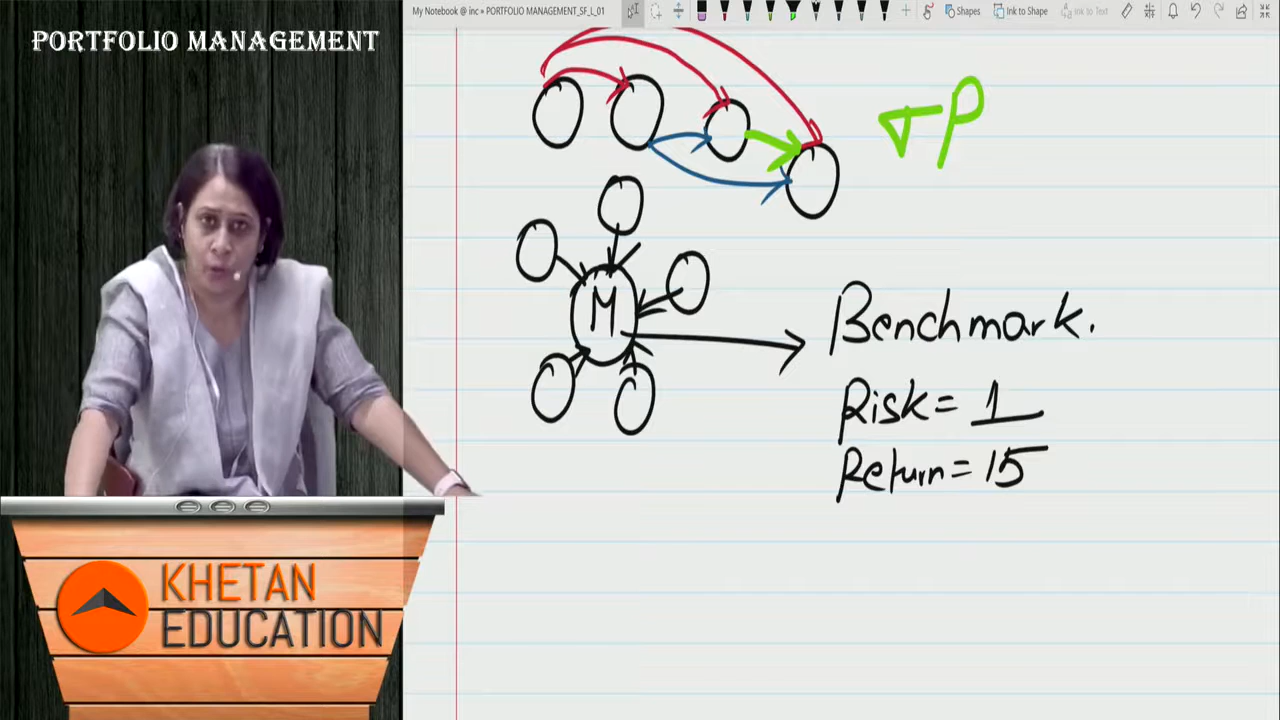 PORTFOLIO MANAGEMENT
My Notebook @ inc » PORTFOLIO MANAGEMENT_SF_L_01
Shapes
Ink to Shape
Ink to Text
σP
M
Benchmark.
Risk = 1
Return = 15
KHETAN
EDUCATION